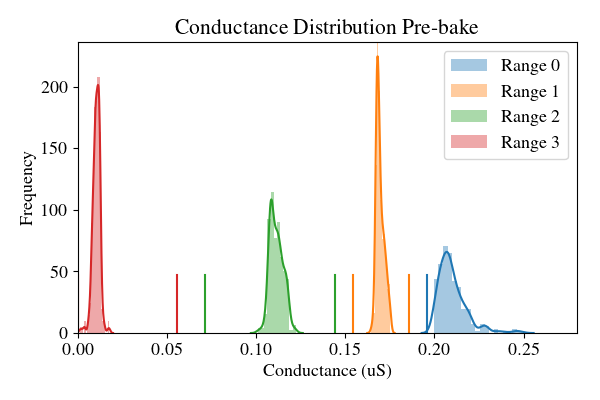 Conductance Distribution Pre-bake
Frequency
200
150
100
50
0
Range 0
Range 1
Range 2
Range 3
0.00 0.05 0.10 0.15 0.20 0.25
Conductance (uS)